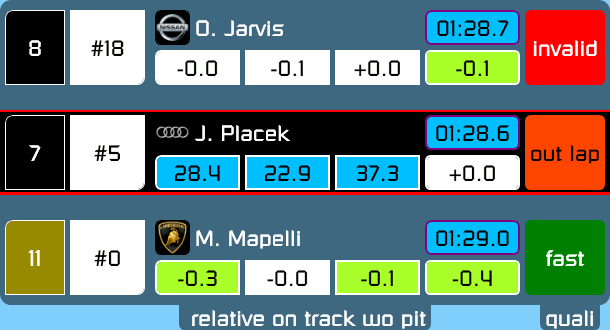 8 #18 O. Jarvis 01:28.7 invalid
-0.0 -0.1 +0.0 -0.1
7 #5 J. Placek 01:28.6 out lap
28.4 22.9 37.3 +0.0
11 #0 M. Mapelli 01:29.0 fast
-0.3 -0.0 -0.1 -0.4
relative on track wo pit quali